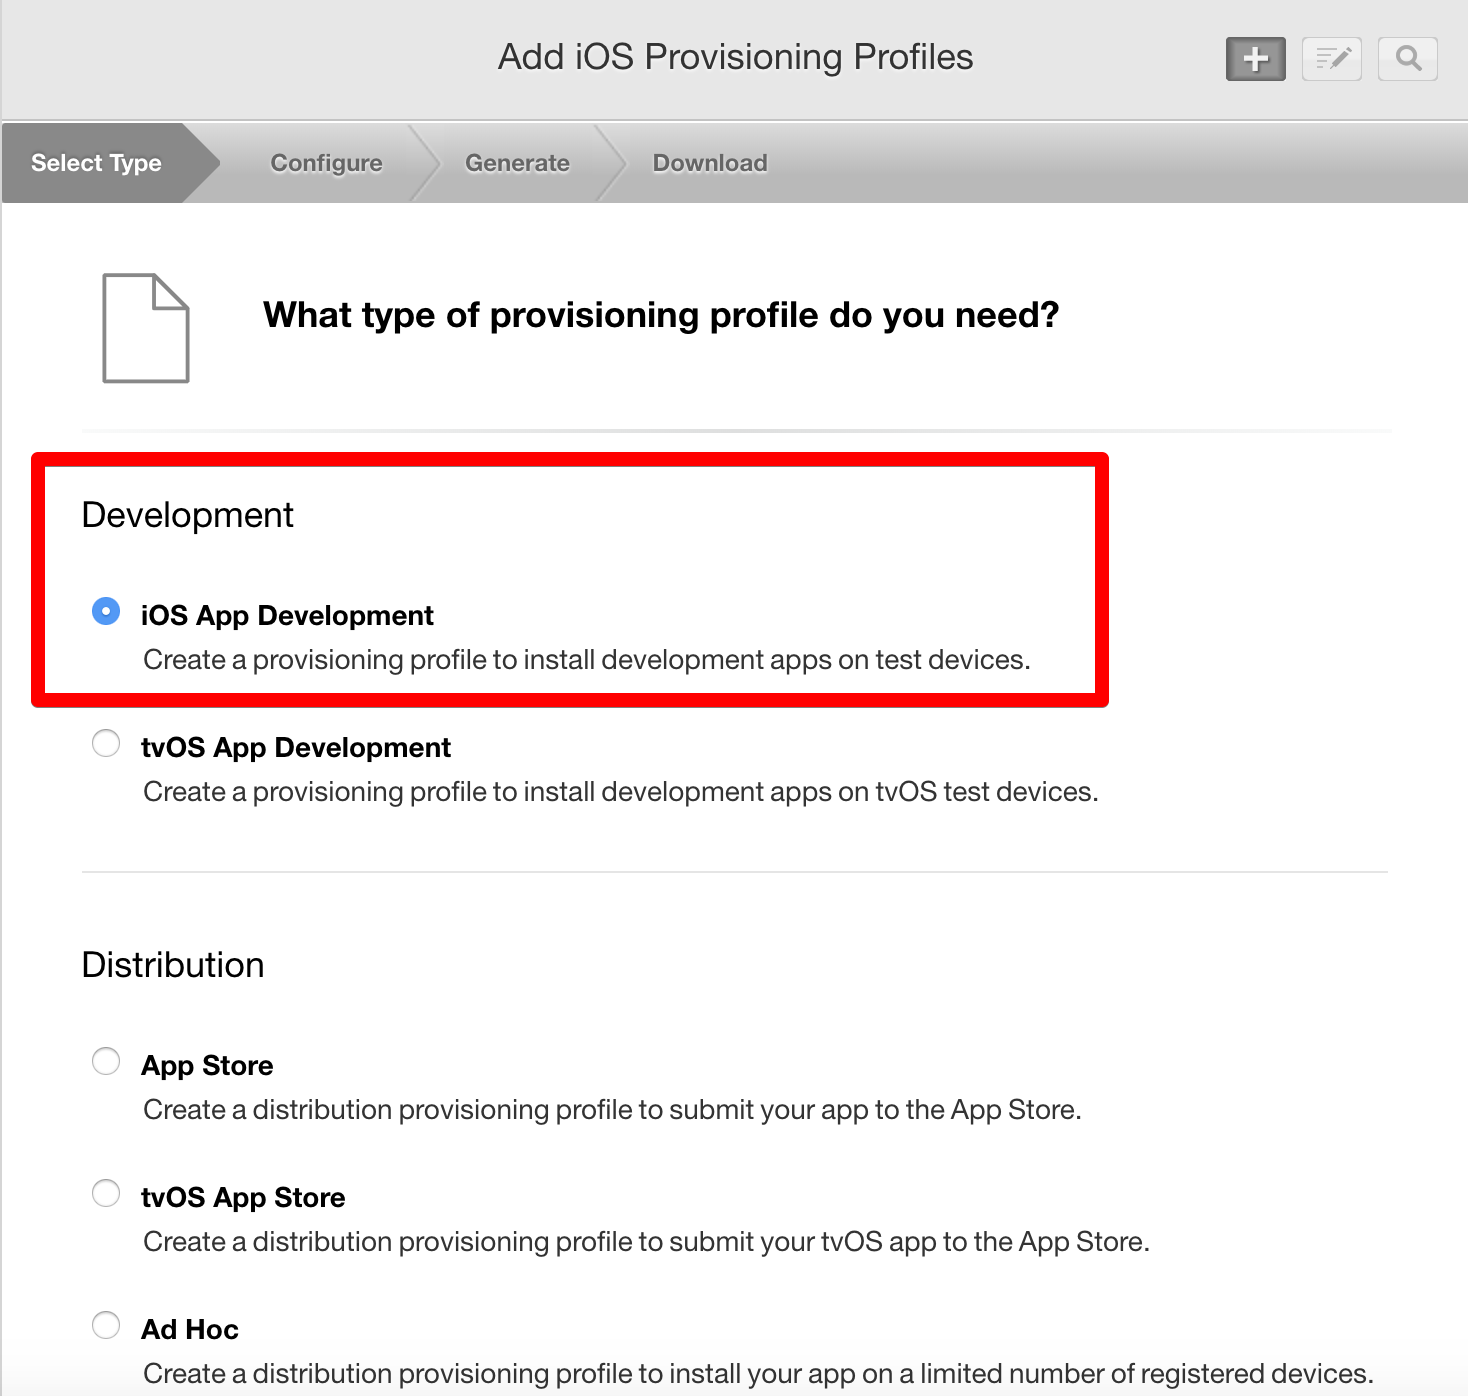 Add iOS Provisioning Profiles
Select Type
Configure
Generate
Download
What type of provisioning profile do you need?
Development
iOS App Development
Create a provisioning profile to install development apps on test devices.
tvOS App Development
Create a provisioning profile to install development apps on tvOS test devices.
Distribution
App Store
Create a distribution provisioning profile to submit your app to the App Store.
tvOS App Store
Create a distribution provisioning profile to submit your tvOS app to the App Store.
Ad Hoc
Create a distribution provisioning profile to install your app on a limited number of registered devices.